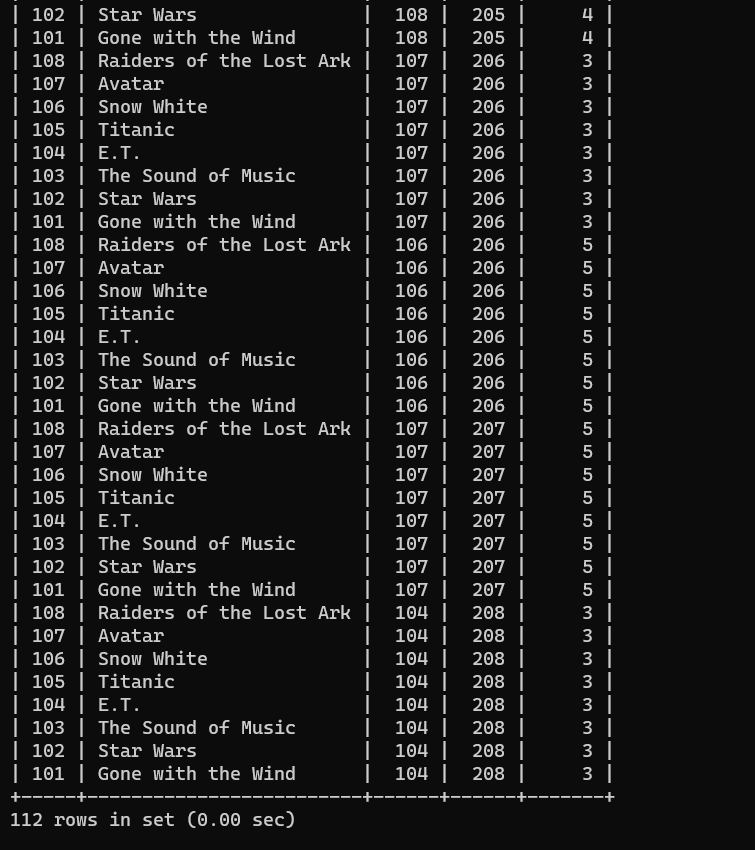 | 102 | Star Wars               |  108 |  205 |     4 |
| 101 | Gone with the Wind      |  108 |  205 |     4 |
| 108 | Raiders of the Lost Ark |  107 |  206 |     3 |
| 107 | Avatar                  |  107 |  206 |     3 |
| 106 | Snow White              |  107 |  206 |     3 |
| 105 | Titanic                 |  107 |  206 |     3 |
| 104 | E.T.                    |  107 |  206 |     3 |
| 103 | The Sound of Music      |  107 |  206 |     3 |
| 102 | Star Wars               |  107 |  206 |     3 |
| 101 | Gone with the Wind      |  107 |  206 |     3 |
| 108 | Raiders of the Lost Ark |  106 |  206 |     5 |
| 107 | Avatar                  |  106 |  206 |     5 |
| 106 | Snow White              |  106 |  206 |     5 |
| 105 | Titanic                 |  106 |  206 |     5 |
| 104 | E.T.                    |  106 |  206 |     5 |
| 103 | The Sound of Music      |  106 |  206 |     5 |
| 102 | Star Wars               |  106 |  206 |     5 |
| 101 | Gone with the Wind      |  106 |  206 |     5 |
| 108 | Raiders of the Lost Ark |  107 |  207 |     5 |
| 107 | Avatar                  |  107 |  207 |     5 |
| 106 | Snow White              |  107 |  207 |     5 |
| 105 | Titanic                 |  107 |  207 |     5 |
| 104 | E.T.                    |  107 |  207 |     5 |
| 103 | The Sound of Music      |  107 |  207 |     5 |
| 102 | Star Wars               |  107 |  207 |     5 |
| 101 | Gone with the Wind      |  107 |  207 |     5 |
| 108 | Raiders of the Lost Ark |  104 |  208 |     3 |
| 107 | Avatar                  |  104 |  208 |     3 |
| 106 | Snow White              |  104 |  208 |     3 |
| 105 | Titanic                 |  104 |  208 |     3 |
| 104 | E.T.                    |  104 |  208 |     3 |
| 103 | The Sound of Music      |  104 |  208 |     3 |
| 102 | Star Wars               |  104 |  208 |     3 |
| 101 | Gone with the Wind      |  104 |  208 |     3 |
+-----+-------------------------+------+------+-------+
112 rows in set (0.00 sec)